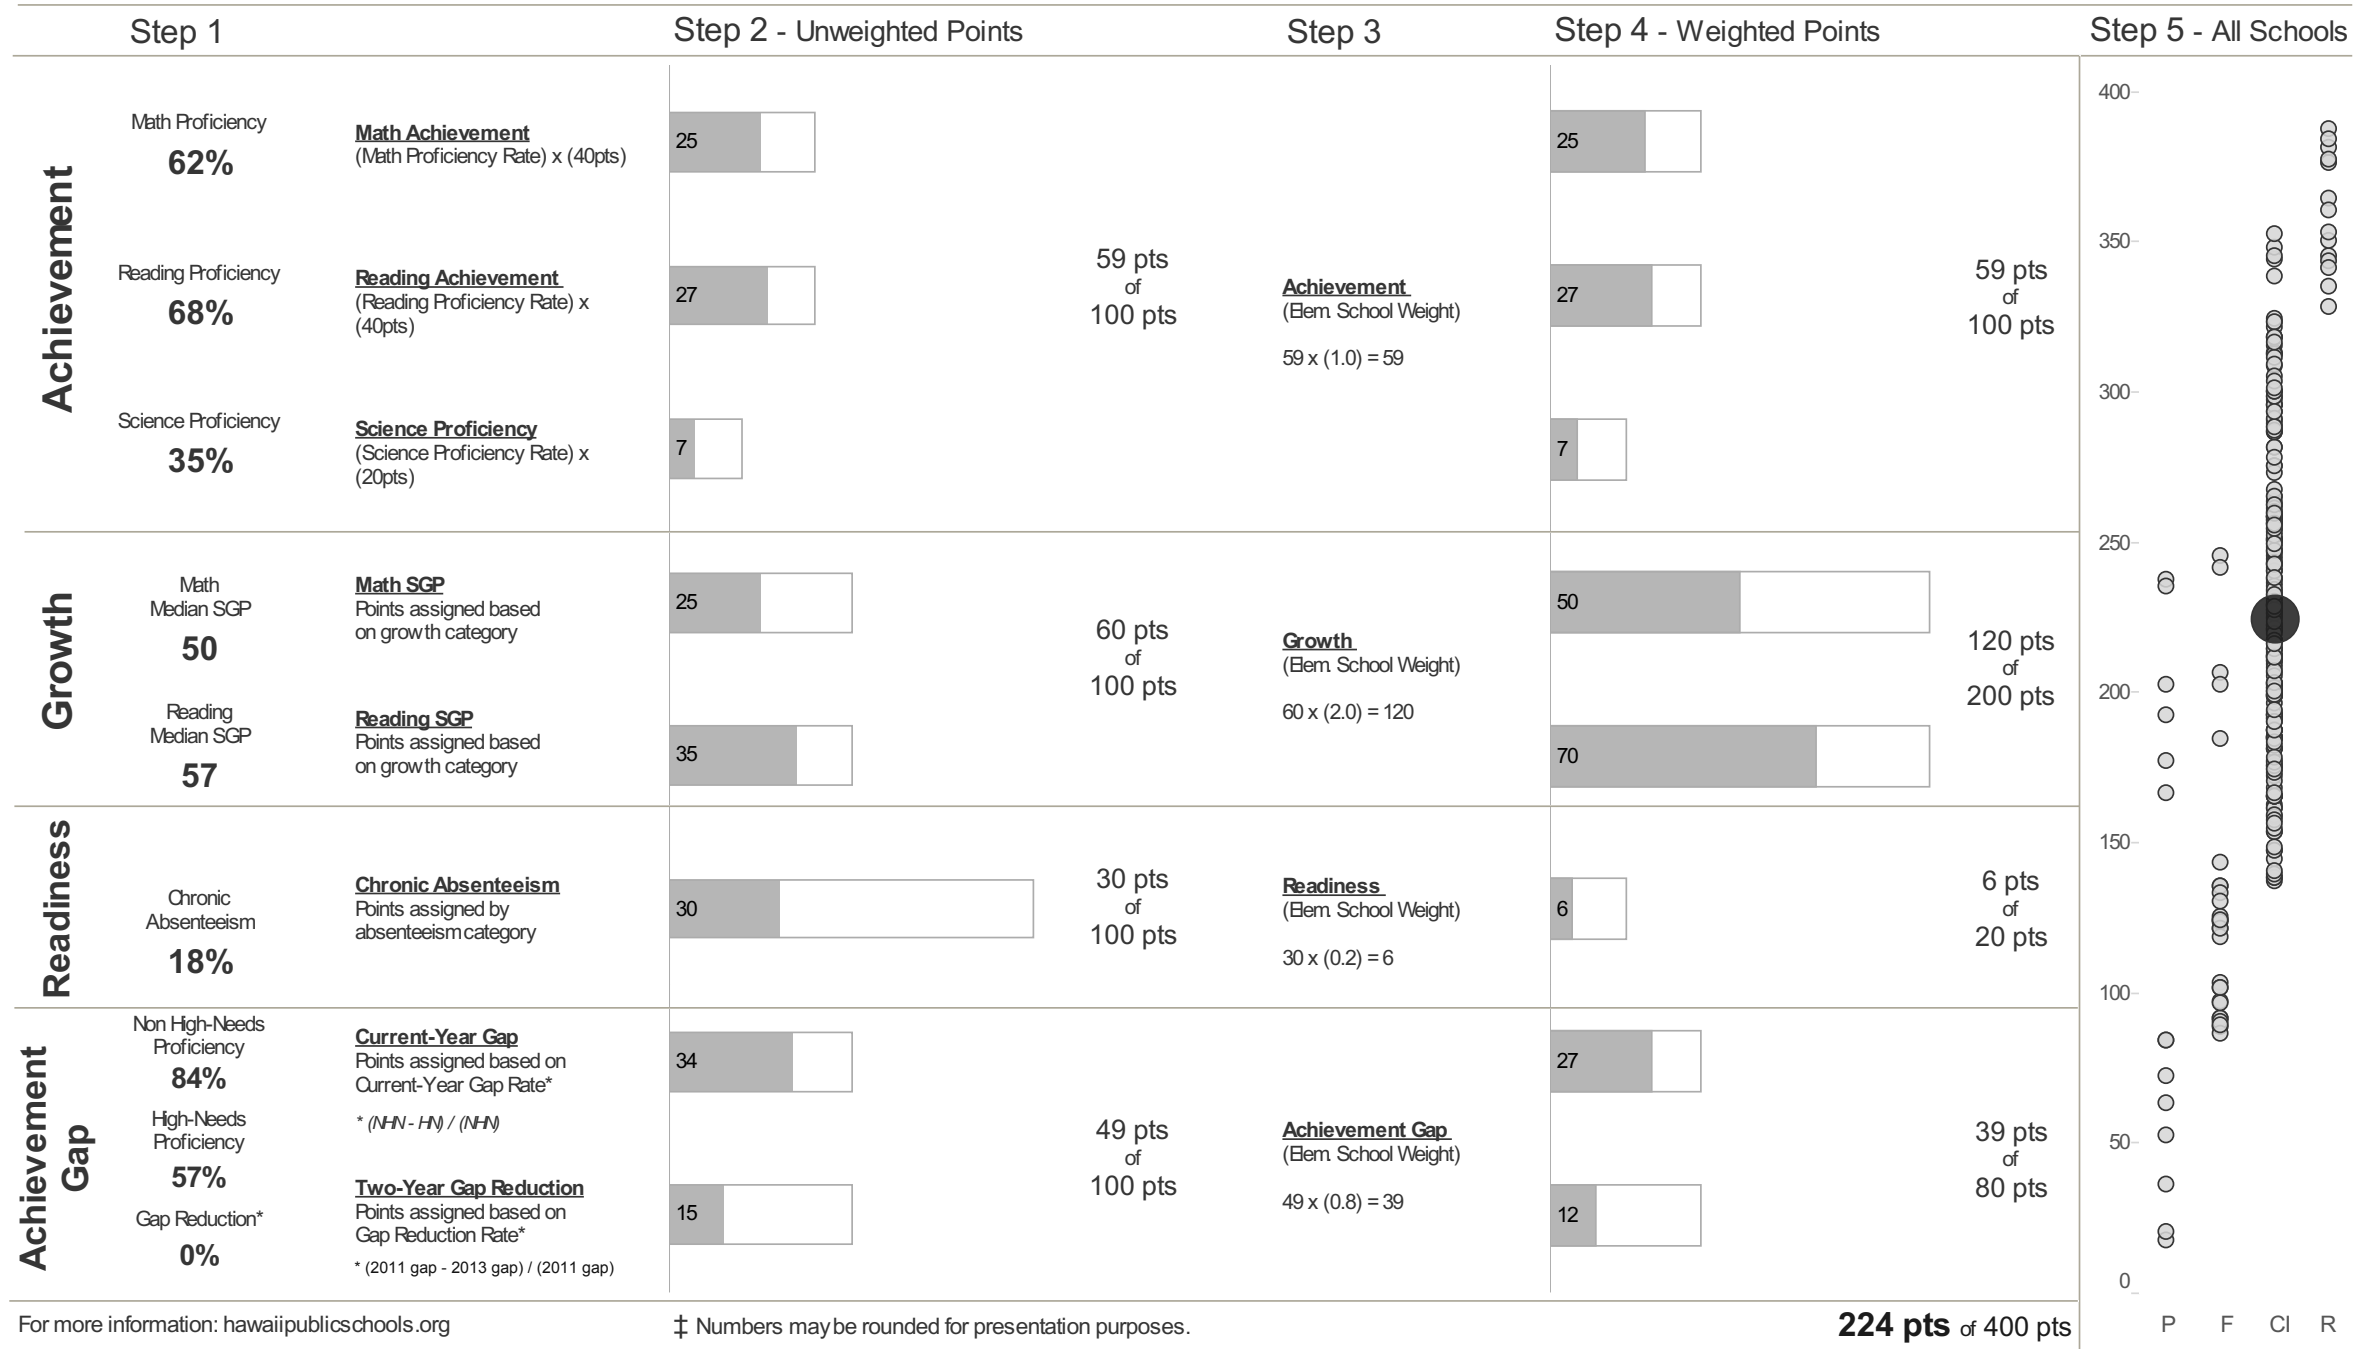 Step 1
Step 2 - Unweighted Points
Step 3
Step 4 - Weighted Points
Step 5 - All Schools
Achievement
Math Proficiency
62%
Math Achievement
(Math Proficiency Rate) x (40pts)
25
25
Reading Proficiency
68%
Reading Achievement
(Reading Proficiency Rate) x
(40pts)
27
59 pts
of
100 pts
Achievement
(Elem. School Weight)
59 x (1.0) = 59
27
59 pts
of
100 pts
Science Proficiency
35%
Science Proficiency
(Science Proficiency Rate) x
(20pts)
7
7
Growth
Math
Median SGP
50
Math SGP
Points assigned based
on growth category
25
60 pts
of
100 pts
Growth
(Elem. School Weight)
60 x (2.0) = 120
50
120 pts
of
200 pts
Reading
Median SGP
57
Reading SGP
Points assigned based
on growth category
35
70
Readiness
Chronic
Absenteeism
18%
Chronic Absenteeism
Points assigned by
absenteeism category
30
30 pts
of
100 pts
Readiness
(Elem. School Weight)
30 x (0.2) = 6
6
6 pts
of
20 pts
Achievement
Gap
Non High-Needs
Proficiency
84%
High-Needs
Proficiency
57%
Gap Reduction*
0%
Current-Year Gap
Points assigned based on
Current-Year Gap Rate*
* (NHN - HN) / (NHN)
Two-Year Gap Reduction
Points assigned based on
Gap Reduction Rate*
* (2011 gap - 2013 gap) / (2011 gap)
34
15
49 pts
of
100 pts
Achievement Gap
(Elem. School Weight)
49 x (0.8) = 39
27
12
39 pts
of
80 pts
400
350
300
250
200
150
100
50
0
P F CI R
For more information: hawaiipublicschools.org
‡ Numbers may be rounded for presentation purposes.
224 pts of 400 pts